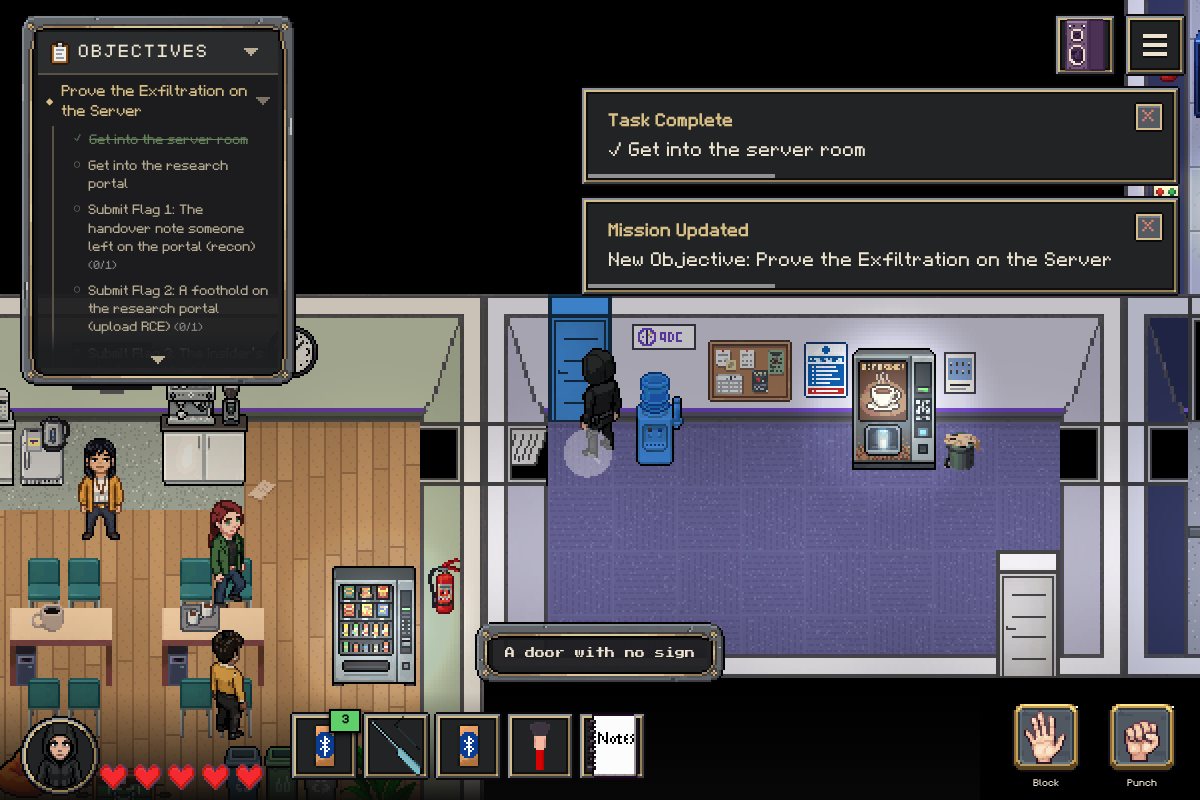 OBJECTIVES
Prove the Exfiltration on
the Server
Get into the server room
Get into the research
portal
Submit Flag 1: The
handover note someone
left on the portal (recon)
(0/1)
Submit Flag 2: A foothold on
the research portal
(upload RCE) (0/1)
Task Complete
✓ Get into the server room
Mission Updated
New Objective: Prove the Exfiltration on the Server
A door with no sign
3
Notes
Block
Punch